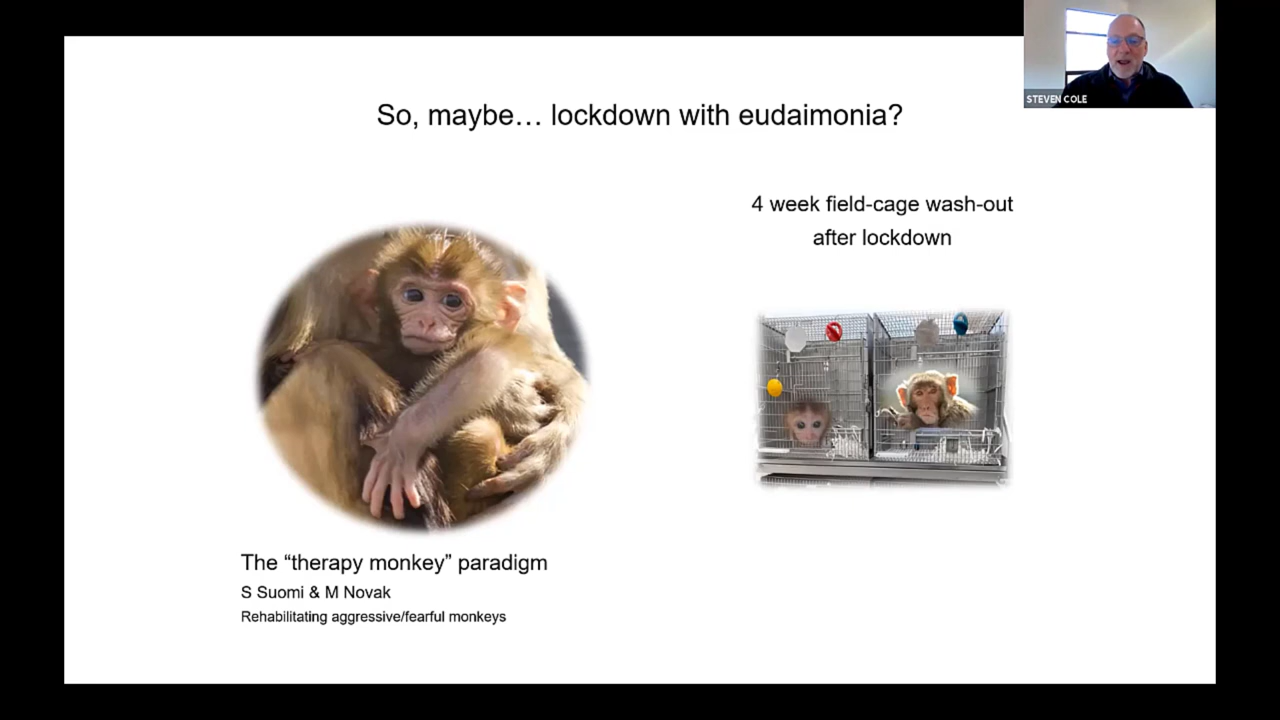 STEVEN COLE
So, maybe… lockdown with eudaimonia?
4 week field-cage wash-out
after lockdown
The “therapy monkey” paradigm
S Suomi & M Novak
Rehabilitating aggressive/fearful monkeys